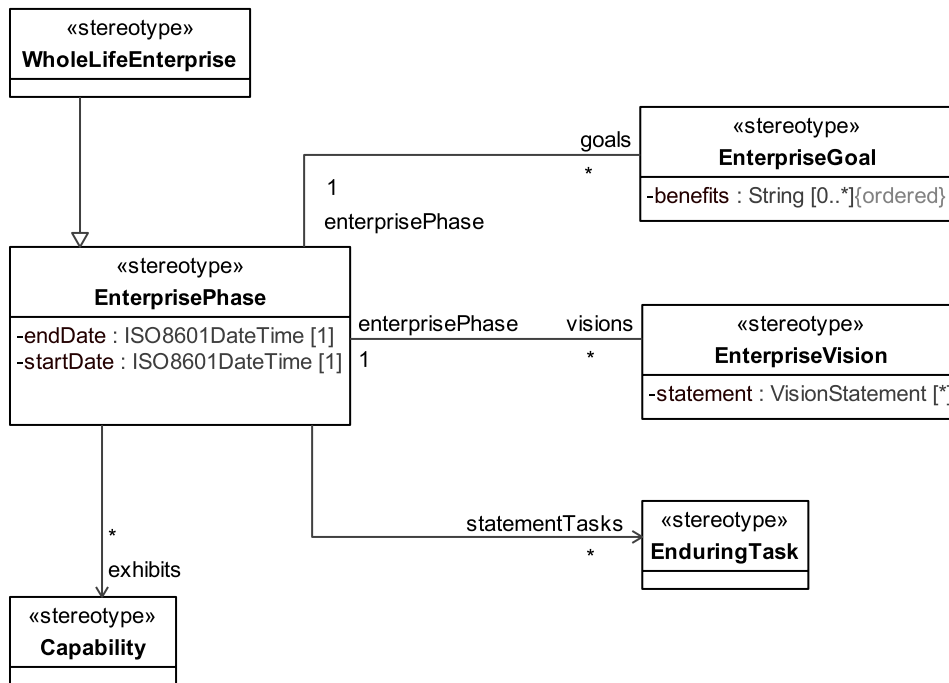 «stereotype»
WholeLifeEnterprise
goals
*
1
enterprisePhase
«stereotype»
EnterpriseGoal
-benefits : String [0..*]{ordered}
«stereotype»
EnterprisePhase
-endDate : ISO8601DateTime [1]
-startDate : ISO8601DateTime [1]
enterprisePhase
1
visions
*
«stereotype»
EnterpriseVision
-statement : VisionStatement [*]
statementTasks
*
«stereotype»
EnduringTask
*
exhibits
«stereotype»
Capability